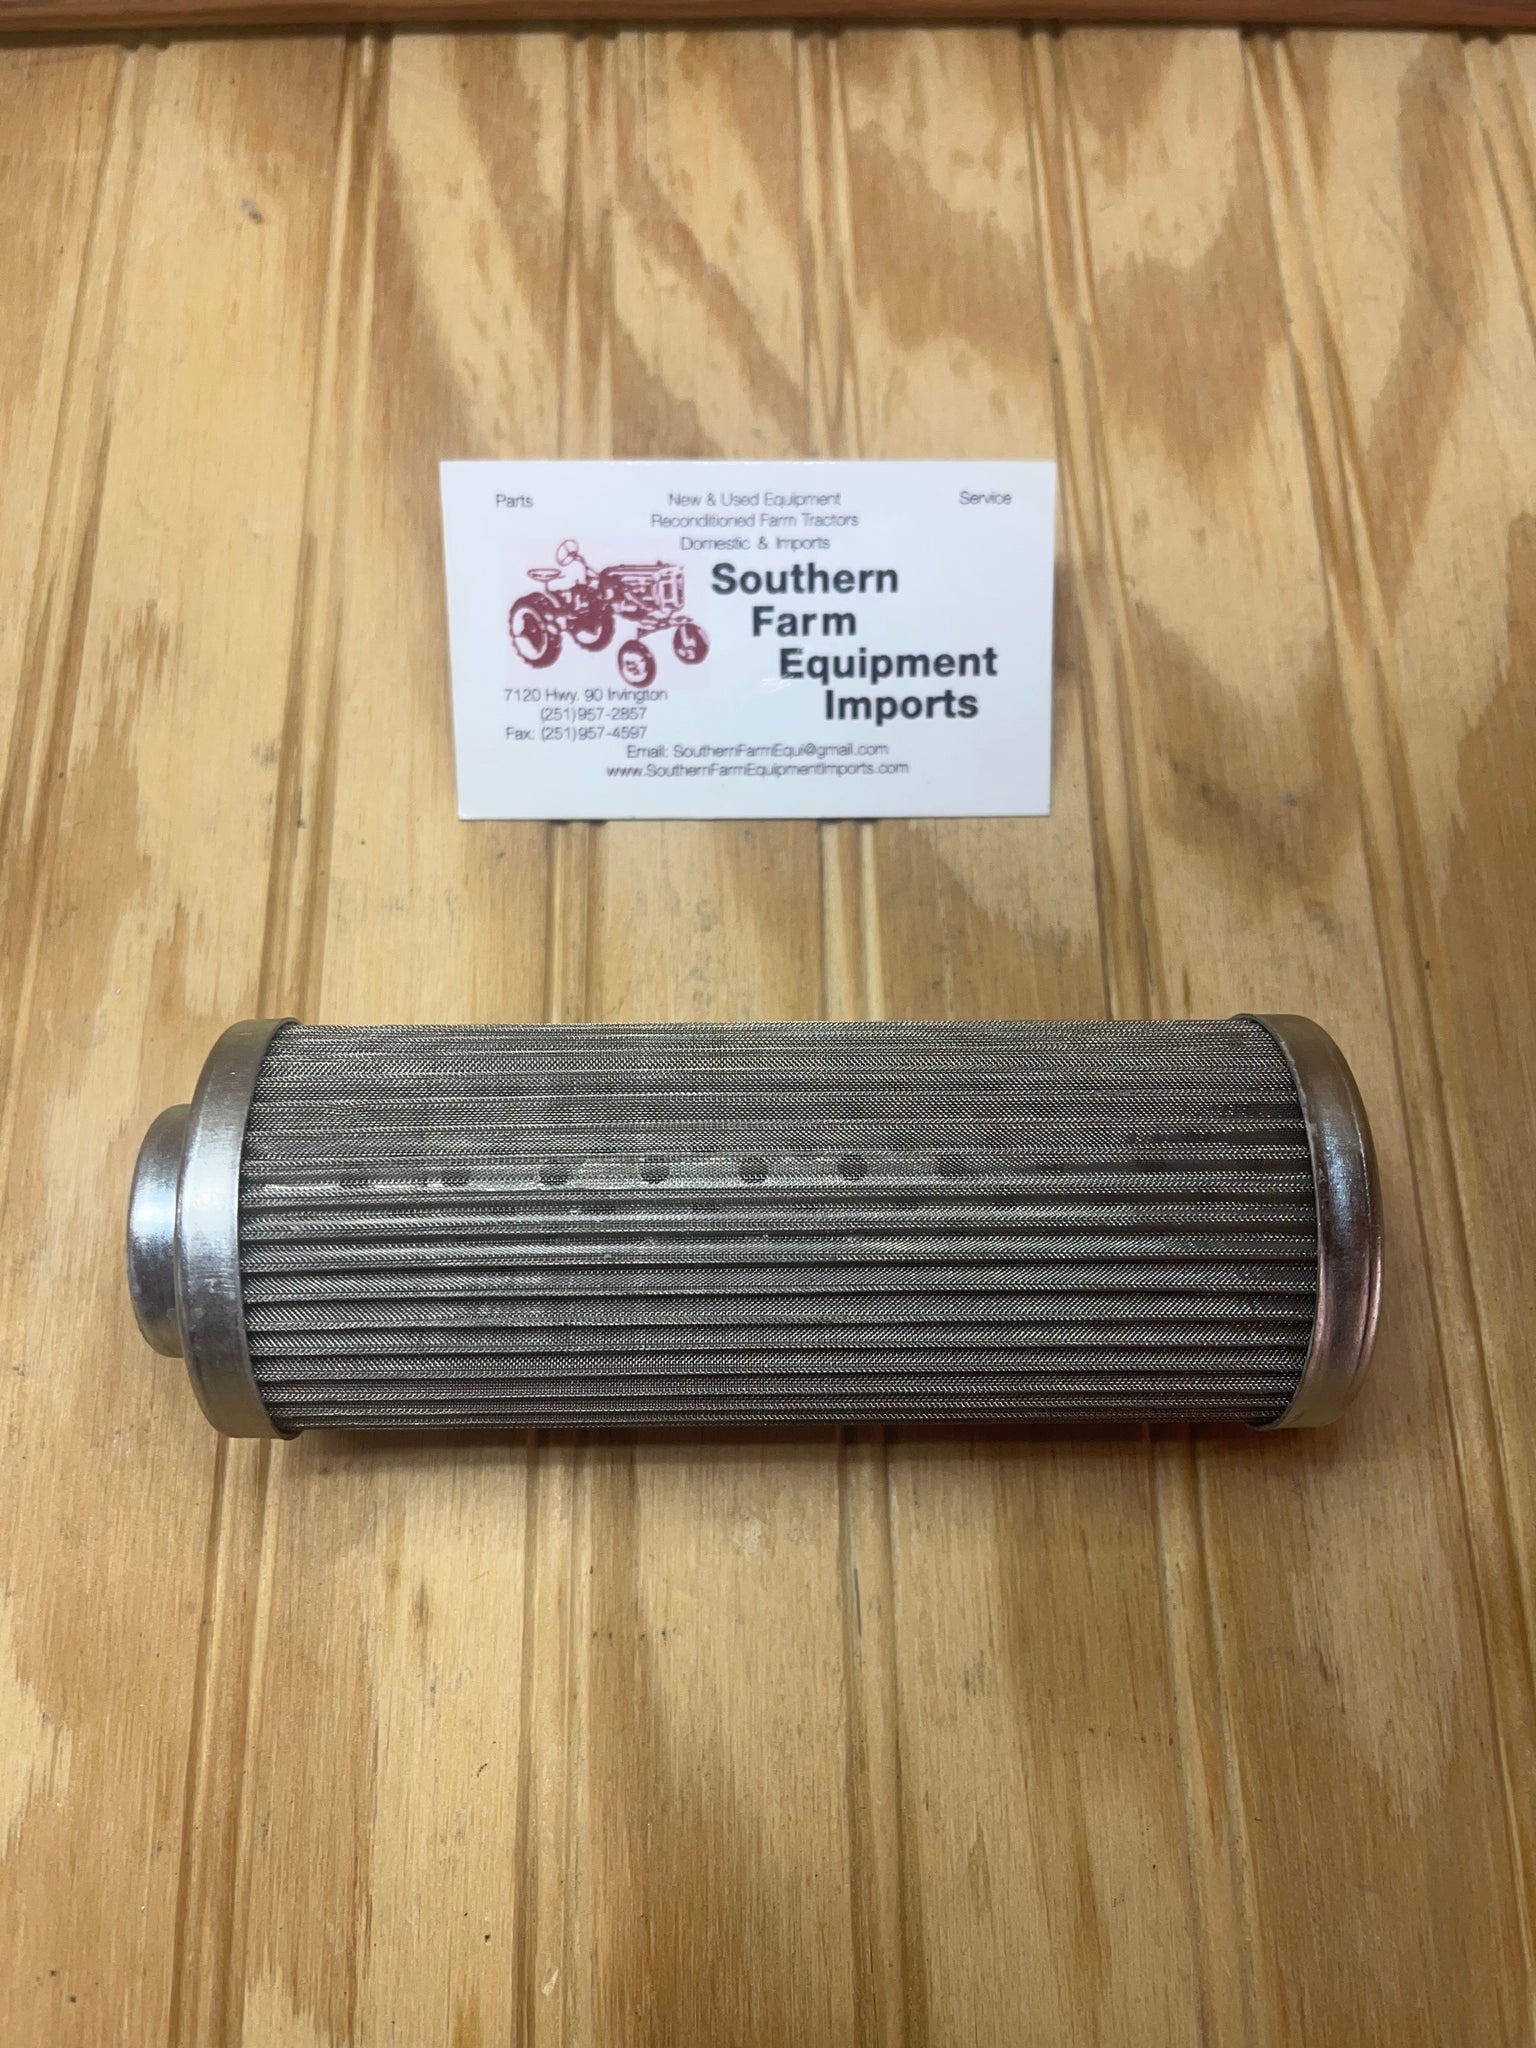 Parts
New & Used Equipment
Service
Reconditioned Farm Tractors
Domestic & Imports
Southern
Farm
Equipment
Imports
7120 Hwy. 90 Irvington
(251)957-2857
Fax: (251)957-4597
Email: SouthernFarmEqui@gmail.com
www.SouthernFarmEquipmentImports.com